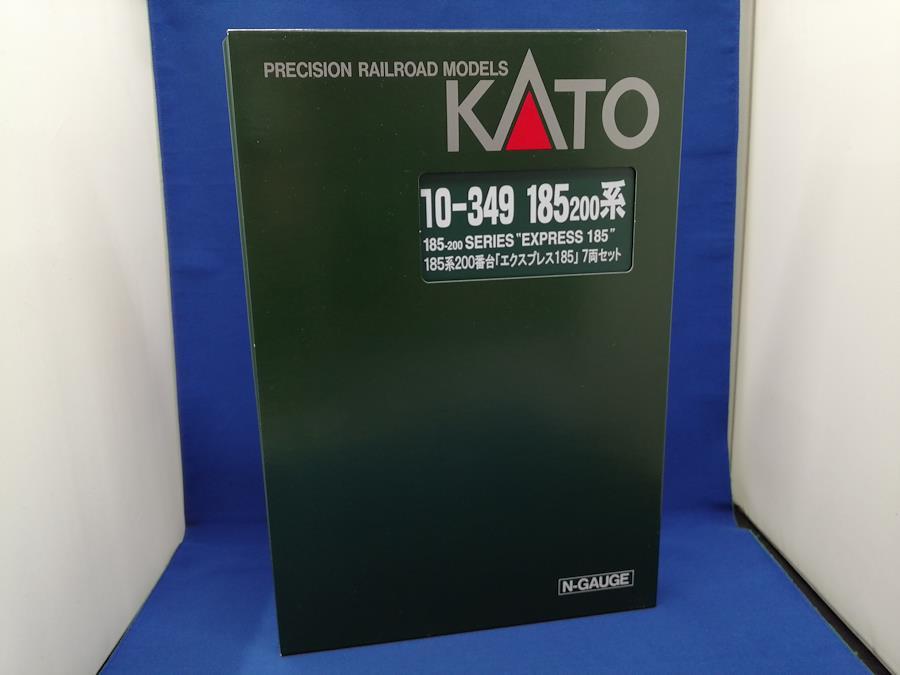 PRECISION RAILROAD MODELS
KATO
10-349 185200系
185-200 SERIES "EXPRESS 185"
185系200番台「エクスプレス185」7両セット
N-GAUGE